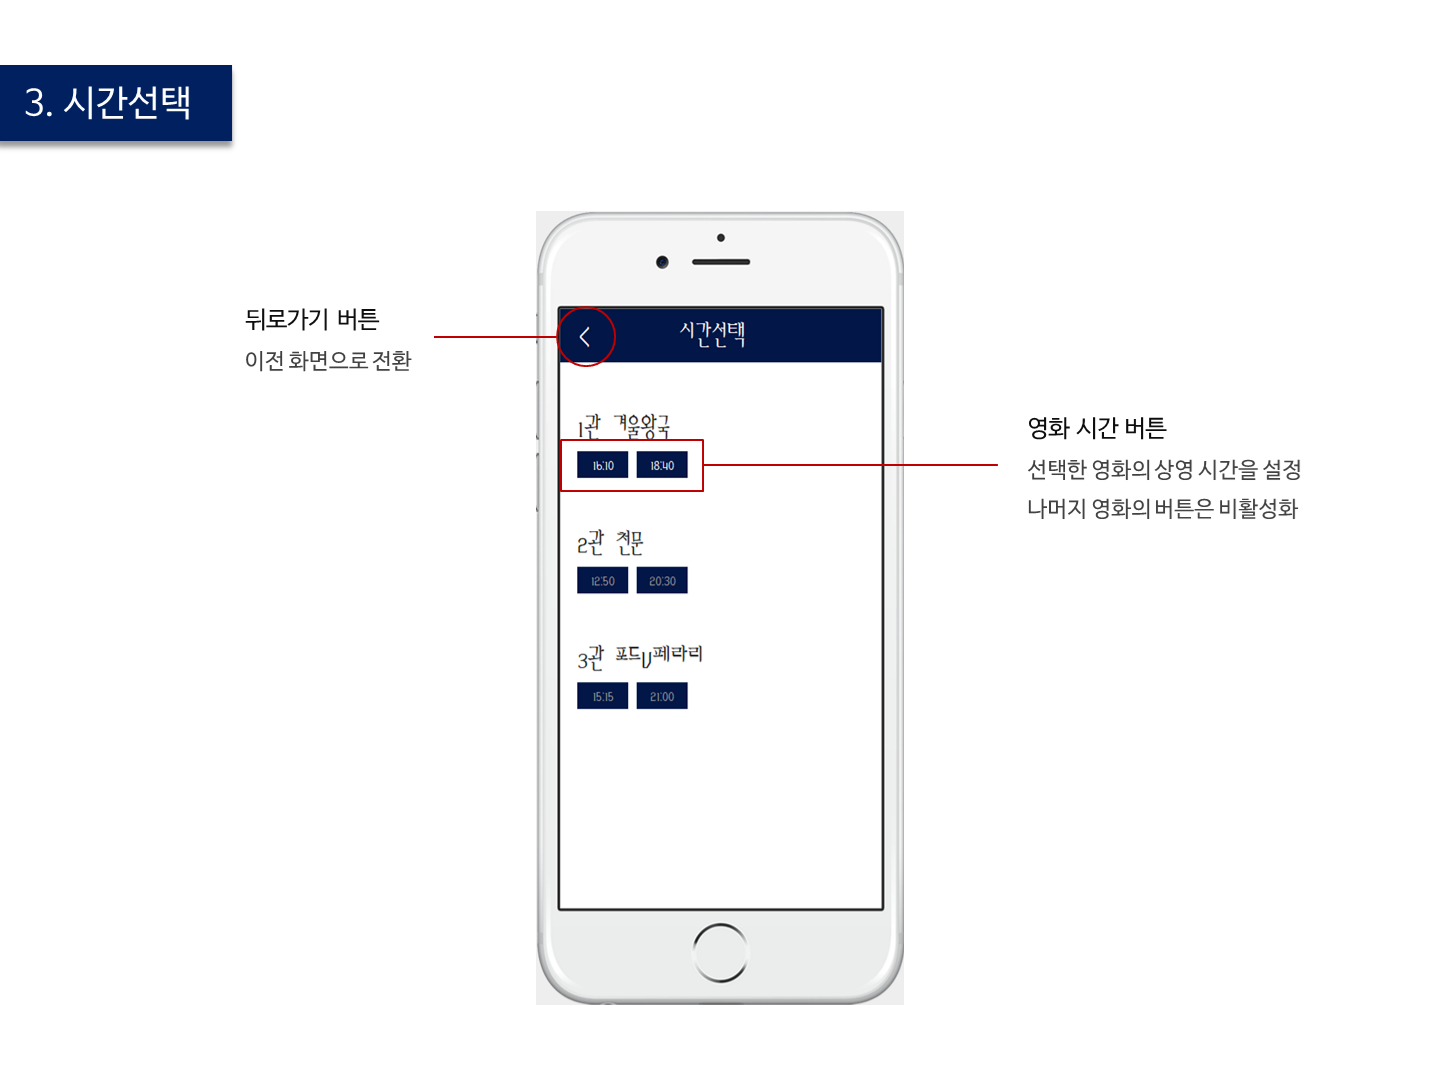 3. 시간선택
뒤로가기 버튼
이전 화면으로 전환
시간선택
1관 겨울왕국
16:10 18:40
영화 시간 버튼
선택한 영화의 상영 시간을 설정
나머지 영화의 버튼은 비활성화
2관 천문
12:50 20:30
3관 포드V페라리
15:15 21:00